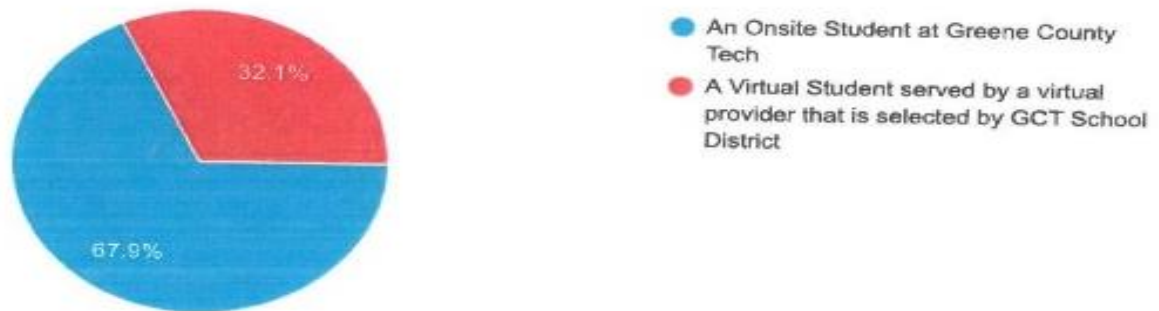 32.1%
67.9%
An Onsite Student at Greene County
Tech
A Virtual Student served by a virtual
provider that is selected by GCT School
District